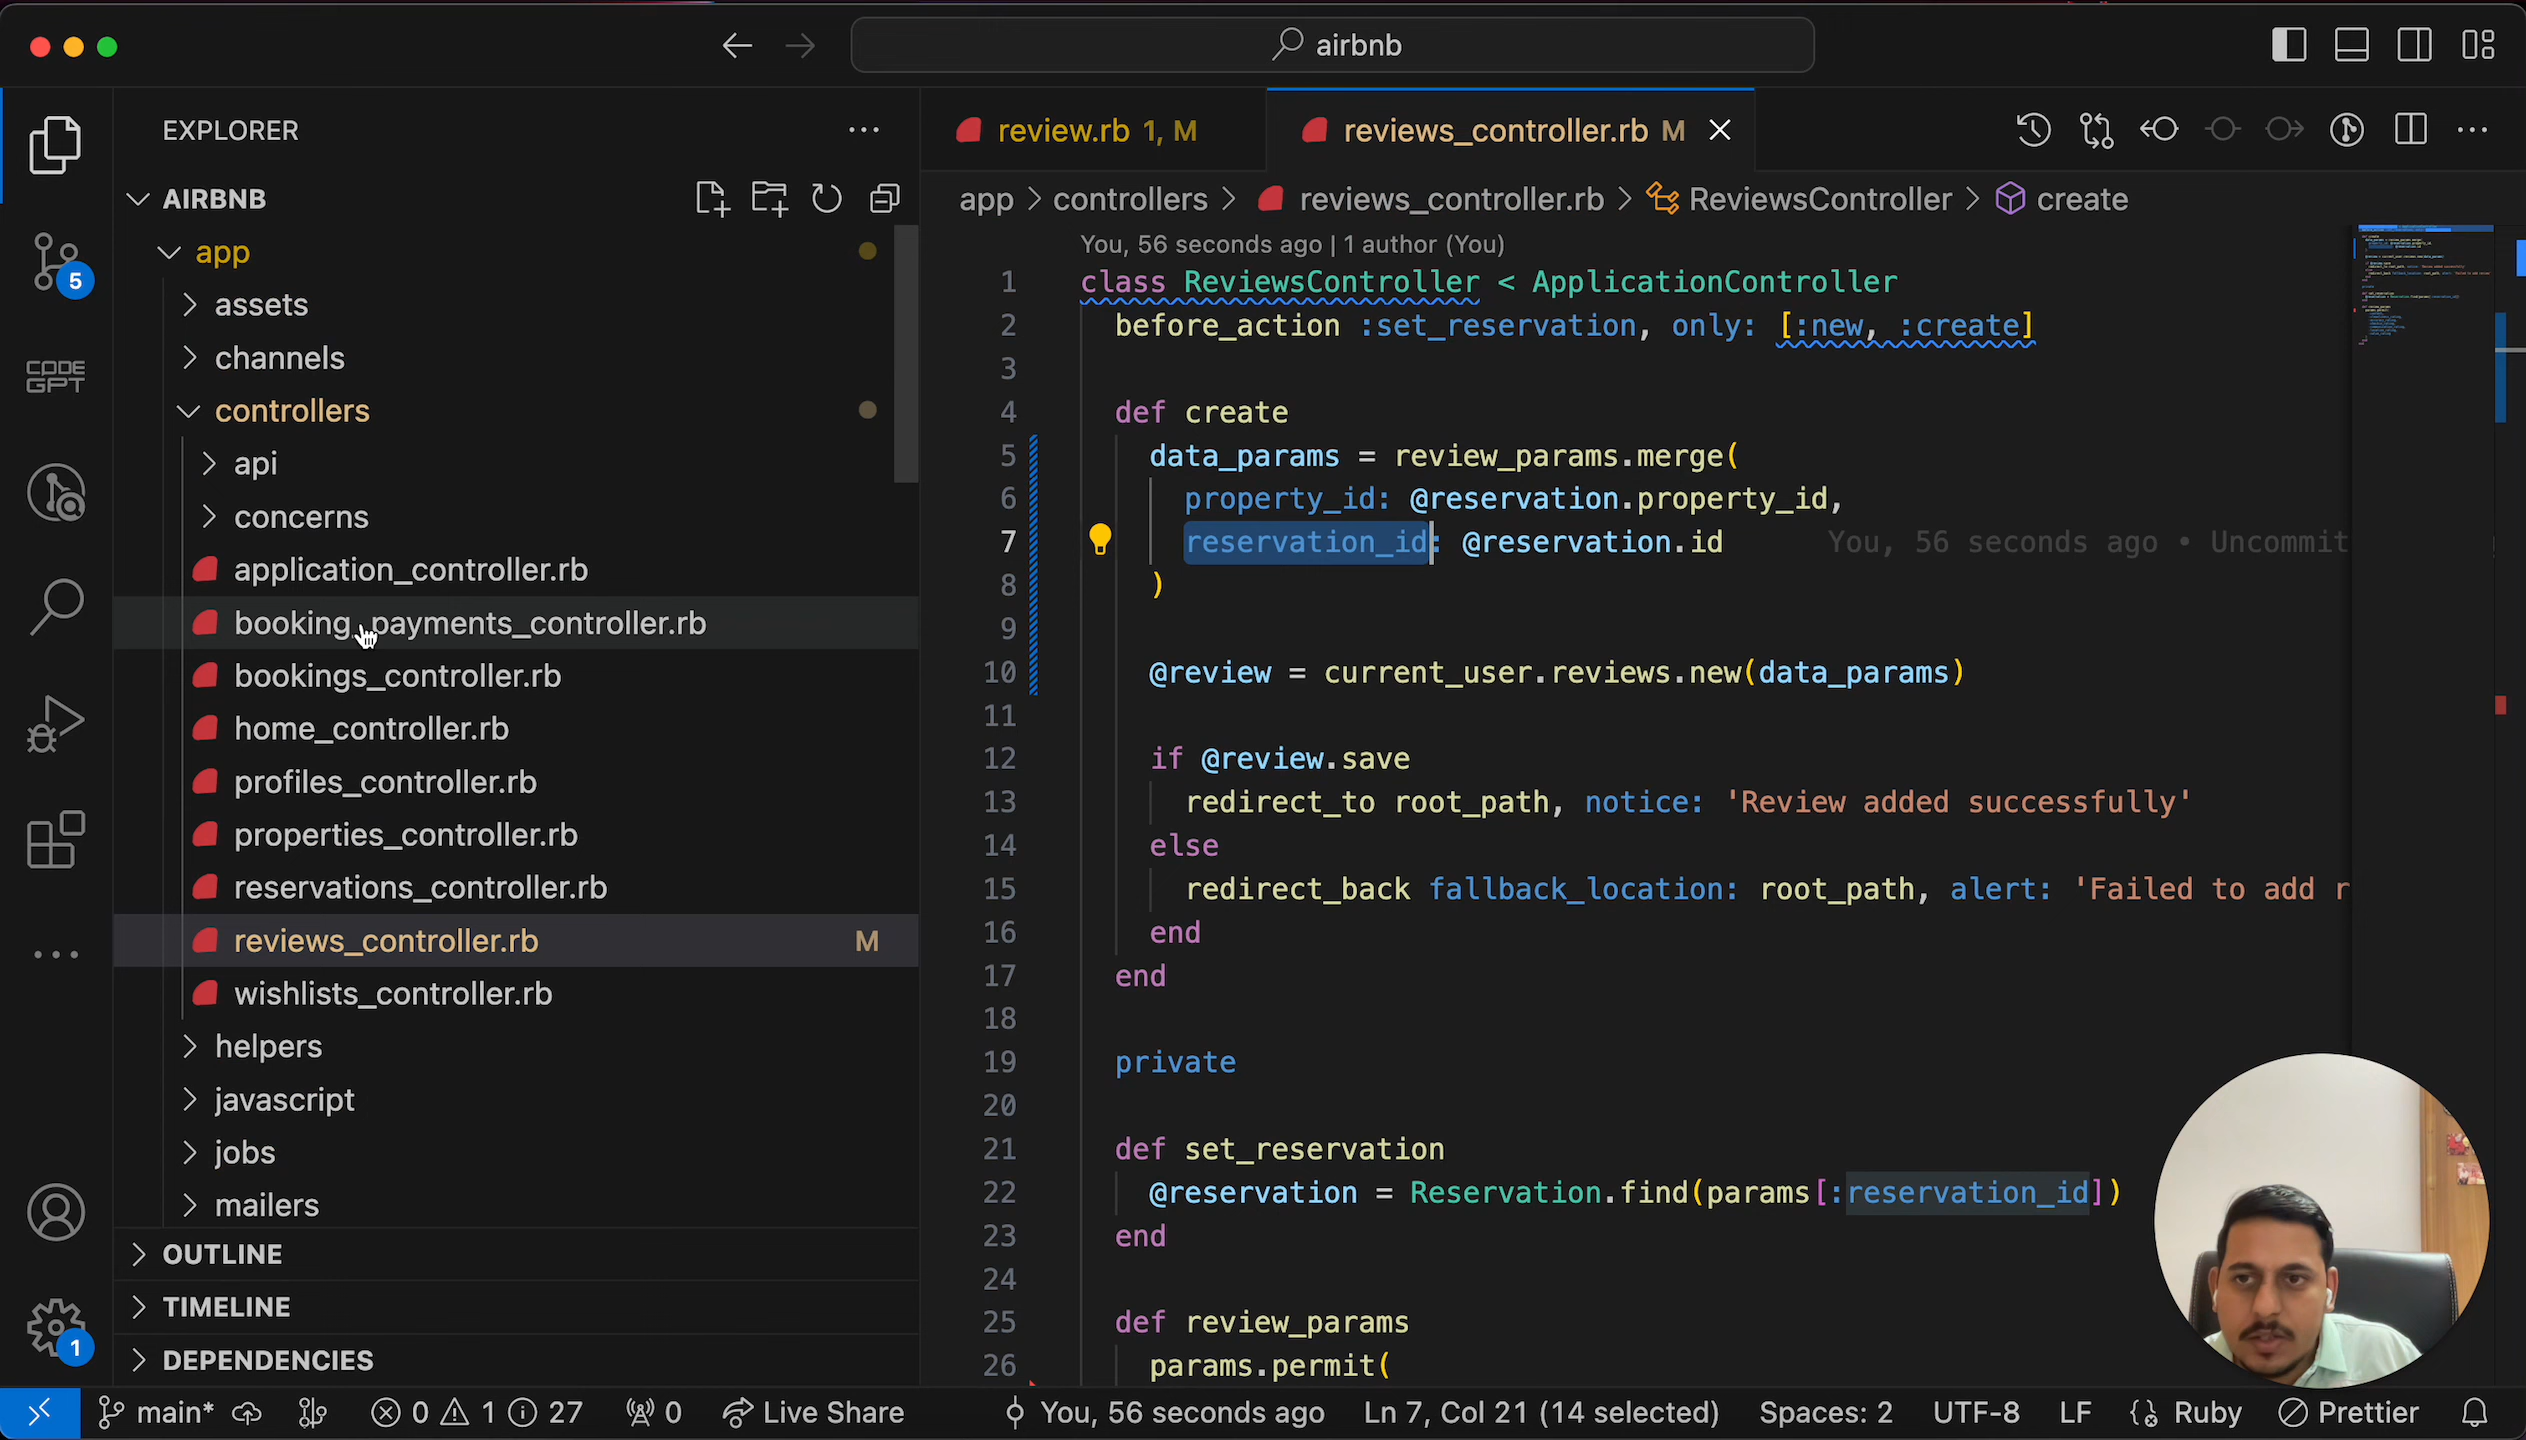 airbnb
EXPLORER
AIRBNB
app
assets
channels
controllers
api
concerns
application_controller.rb
booking_payments_controller.rb
bookings_controller.rb
home_controller.rb
profiles_controller.rb
properties_controller.rb
reservations_controller.rb
reviews_controller.rb M
wishlists_controller.rb
helpers
javascript
jobs
mailers
OUTLINE
TIMELINE
DEPENDENCIES
5
CODE
GPT
1
review.rb 1, M
reviews_controller.rb M
app > controllers > reviews_controller.rb > ReviewsController > create
You, 56 seconds ago | 1 author (You)
1 class ReviewsController < ApplicationController
2 before_action :set_reservation, only: [:new, :create]
3
4 def create
5 data_params = review_params.merge(
6 property_id: @reservation.property_id,
7 reservation_id: @reservation.id You, 56 seconds ago • Uncommit
8 )
9
10 @review = current_user.reviews.new(data_params)
11
12 if @review.save
13 redirect_to root_path, notice: 'Review added successfully'
14 else
15 redirect_back fallback_location: root_path, alert: 'Failed to add r
16 end
17 end
18
19 private
20
21 def set_reservation
22 @reservation = Reservation.find(params[:reservation_id])
23 end
24
25 def review_params
26 params.permit(
main* 0 1 27 0 Live Share You, 56 seconds ago Ln 7, Col 21 (14 selected) Spaces: 2 UTF-8 LF Ruby Prettier